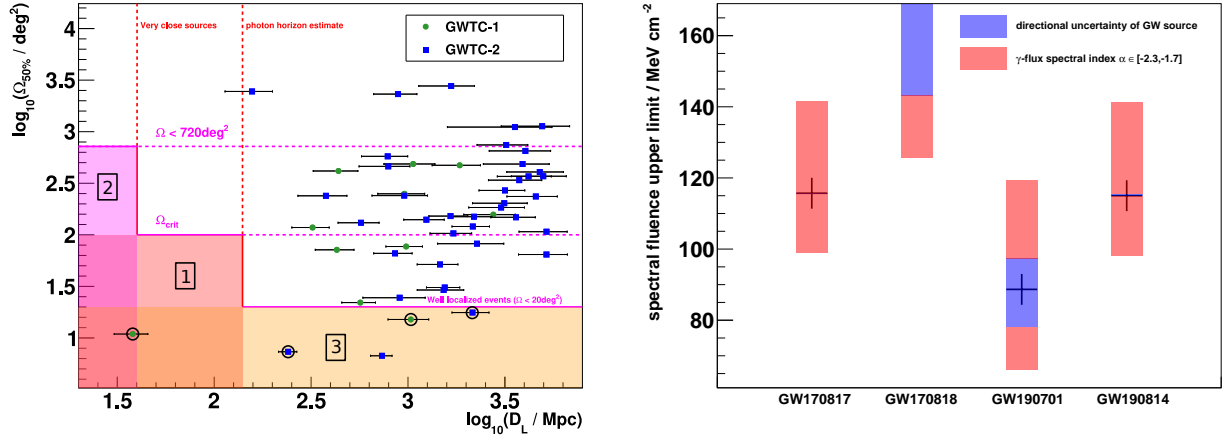 log₁₀(Ω₅₀% / deg²)
4
3.5
3
2.5
2
1.5
1
Very close sources
photon horizon estimate
GWTC-1
GWTC-2
Ω < 720deg²
2
Ω_crit
1
Well localized events (Ω < 20deg²)
3
1.5 2 2.5 3 3.5
log₁₀(D_L / Mpc)
spectral fluence upper limit / MeV cm⁻²
160
140
120
100
80
directional uncertainty of GW source
γ-flux spectral index α ∈ [-2.3,-1.7]
GW170817 GW170818 GW190701 GW190814